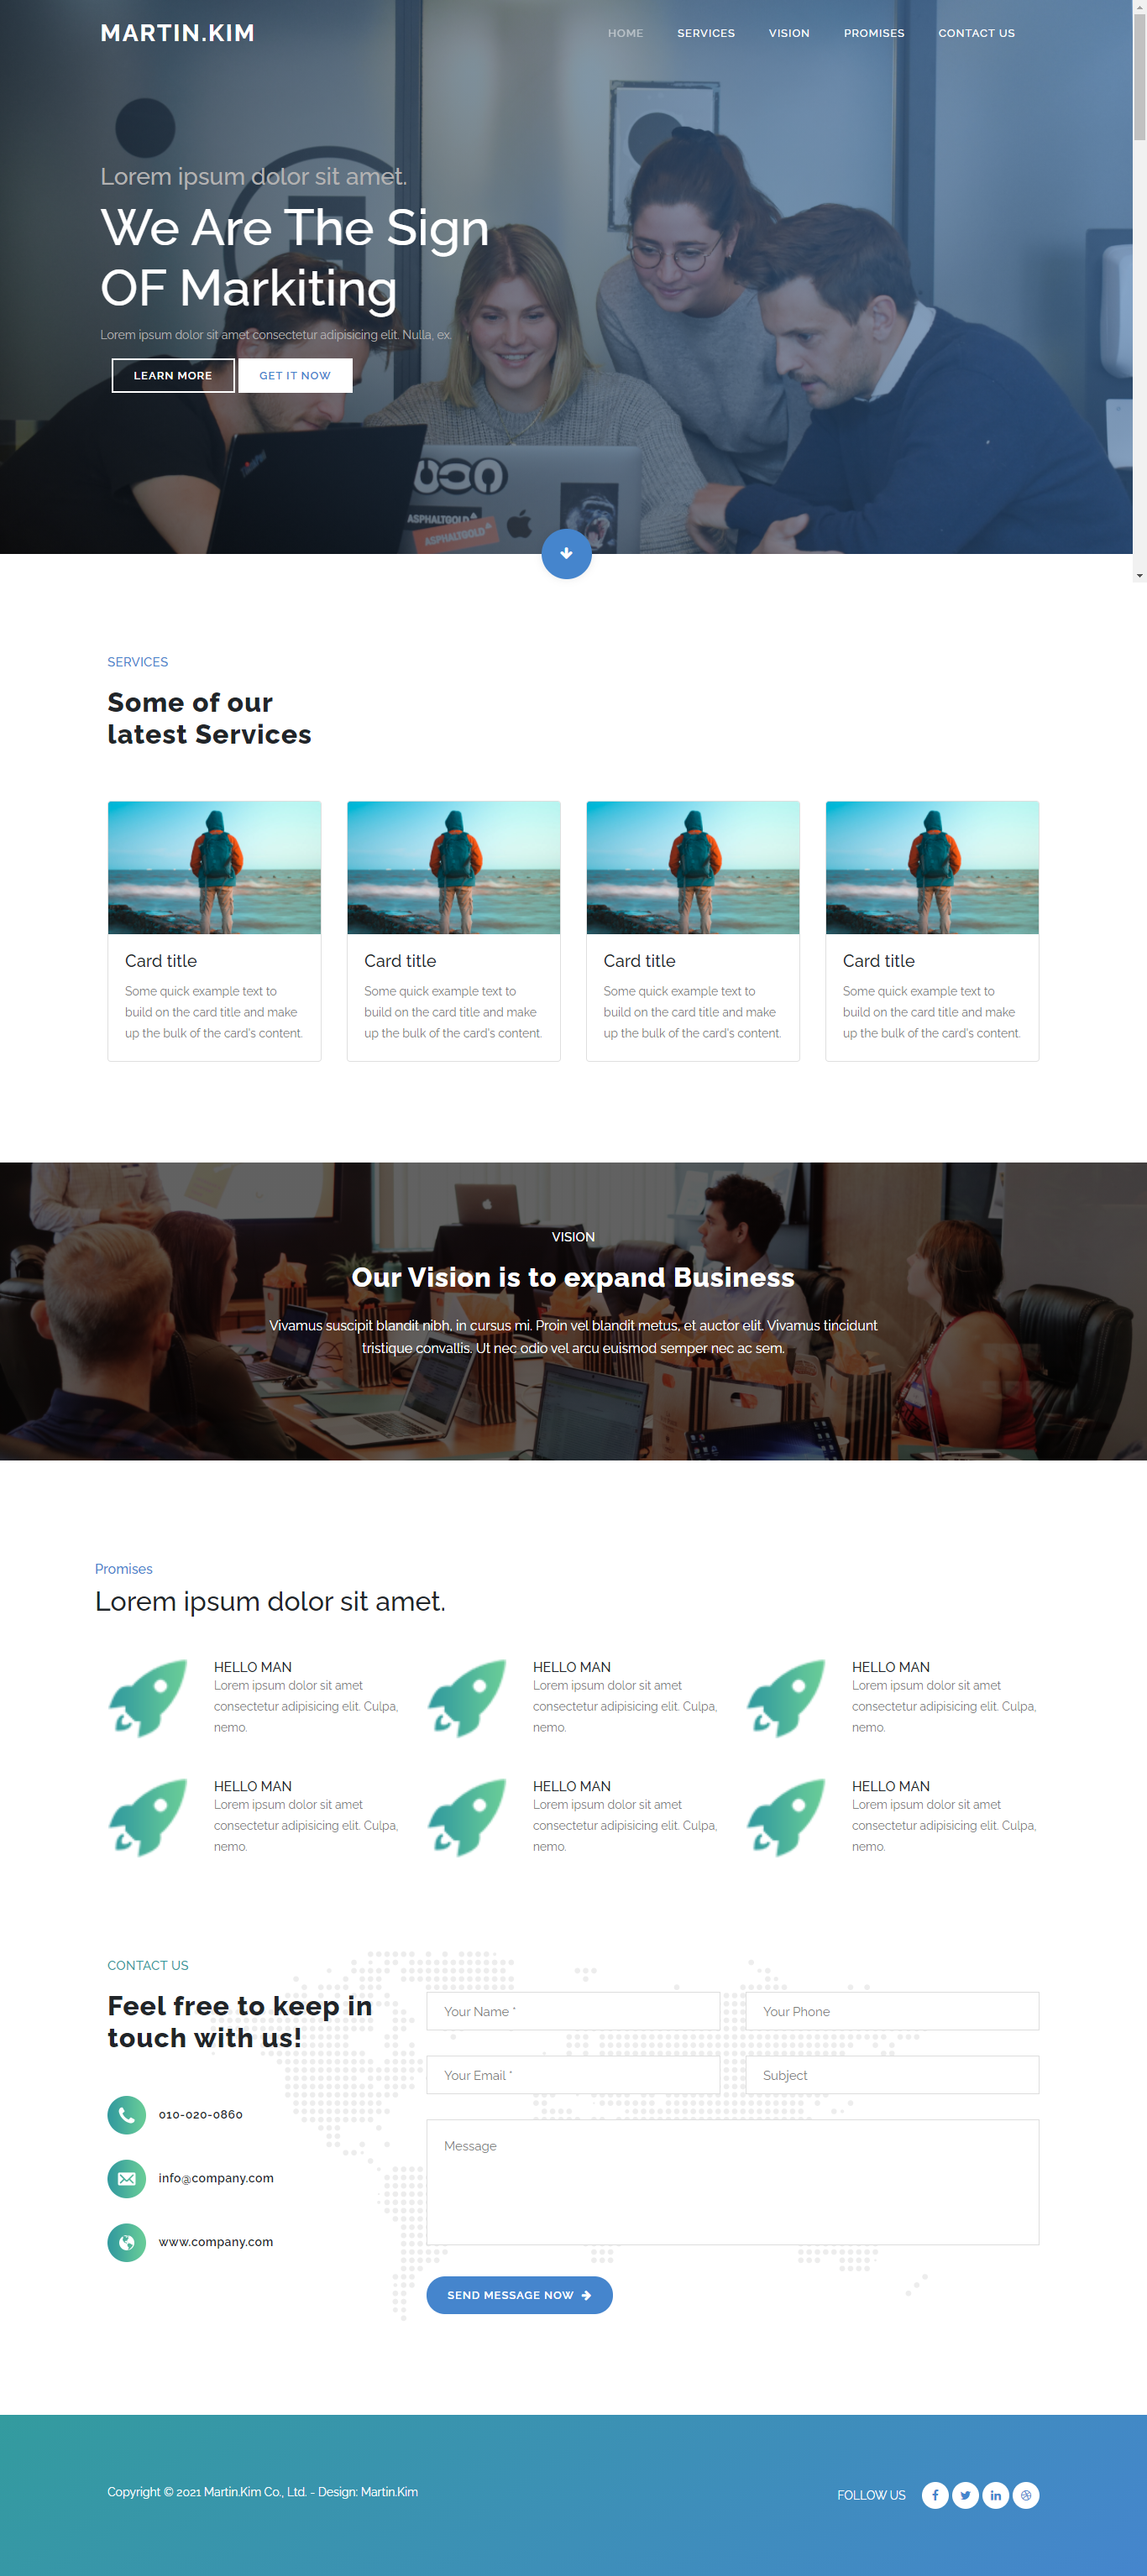 MARTIN.KIM
HOME SERVICES VISION PROMISES CONTACT US
Lorem ipsum dolor sit amet.
We Are The Sign
OF Markiting
Lorem ipsum dolor sit amet consectetur adipisicing elit. Nulla, ex.
LEARN MORE GET IT NOW
ASPHALTGOLD
ASPHALTGOLD
SERVICES
Some of our
latest Services
Card title
Some quick example text to
build on the card title and make
up the bulk of the card's content.
Card title
Some quick example text to
build on the card title and make
up the bulk of the card's content.
Card title
Some quick example text to
build on the card title and make
up the bulk of the card's content.
Card title
Some quick example text to
build on the card title and make
up the bulk of the card's content.
VISION
Our Vision is to expand Business
Vivamus suscipit blandit nibh, in cursus mi. Proin vel blandit metus, et auctor elit. Vivamus tincidunt
tristique convallis. Ut nec odio vel arcu euismod semper nec ac sem.
Promises
Lorem ipsum dolor sit amet.
HELLO MAN
Lorem ipsum dolor sit amet
consectetur adipisicing elit. Culpa,
nemo.
HELLO MAN
Lorem ipsum dolor sit amet
consectetur adipisicing elit. Culpa,
nemo.
HELLO MAN
Lorem ipsum dolor sit amet
consectetur adipisicing elit. Culpa,
nemo.
HELLO MAN
Lorem ipsum dolor sit amet
consectetur adipisicing elit. Culpa,
nemo.
HELLO MAN
Lorem ipsum dolor sit amet
consectetur adipisicing elit. Culpa,
nemo.
HELLO MAN
Lorem ipsum dolor sit amet
consectetur adipisicing elit. Culpa,
nemo.
CONTACT US
Feel free to keep in
touch with us!
010-020-0860
info@company.com
www.company.com
Your Name *
Your Phone
Your Email *
Subject
Message
SEND MESSAGE NOW
Copyright © 2021 Martin.Kim Co., Ltd. - Design: Martin.Kim
FOLLOW US